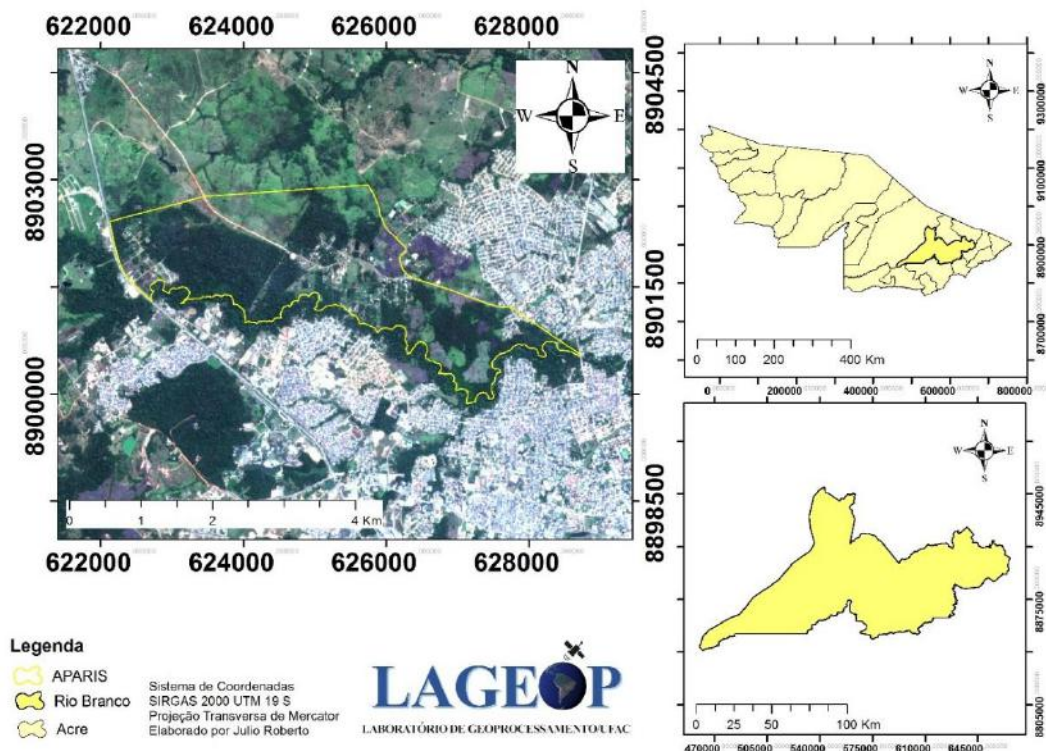 622000 624000 626000 628000
8903000
8901500
8900000
8898500
8904500
N
W E
S
0 2 4 Km
622000 624000 626000 628000
N
W E
S
9300000
9100000
8900000
8700000
0 100 200 400 Km
0 200000 400000 600000 800000
N
W E
S
8945000
8875000
8805000
0 25 50 100 Km
470000 505000 540000 575000 610000 645000
Legenda
APARIS
Rio Branco
Acre
Sistema de Coordenadas
SIRGAS 2000 UTM 19 S
Projeção Transversa de Mercator
Elaborado por Julio Roberto
LAGEOP
LABORATÓRIO DE GEOPROCESSAMENTO/UFAC